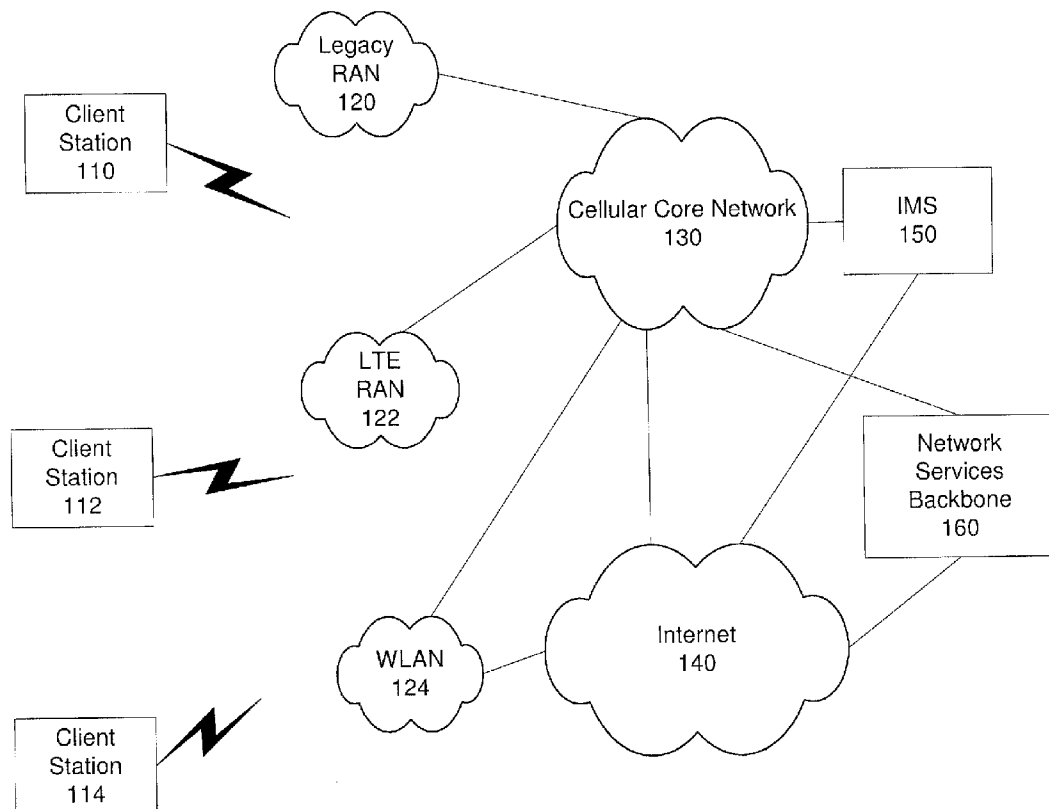 Legacy
RAN
120
Client
Station
110
Cellular Core Network
130
IMS
150
LTE
RAN
122
Client
Station
112
Network
Services
Backbone
160
WLAN
124
Internet
140
Client
Station
114